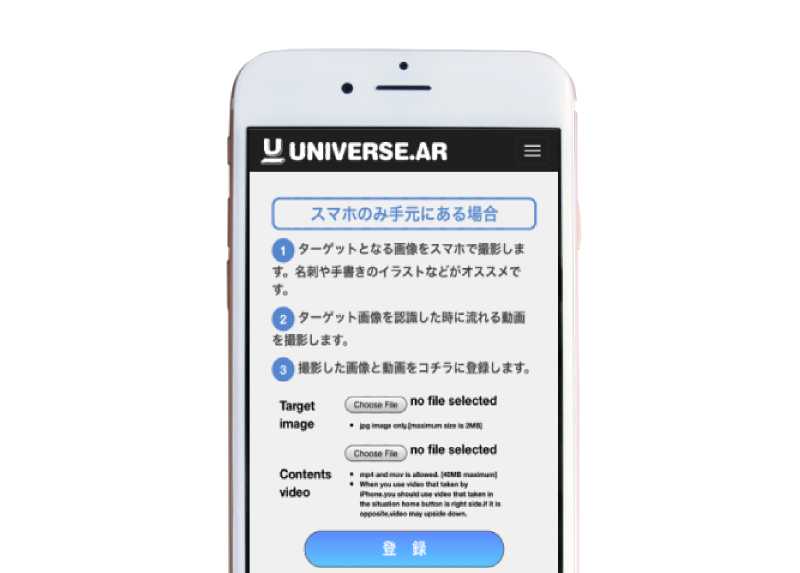 U UNIVERSE.AR
スマホのみ手元にある場合
1 ターゲットとなる画像をスマホで撮影しま
す。名刺や手書きのイラストなどがオススメで
す。
2 ターゲット画像を認識した時に流れる動画
を撮影します。
3 撮影した画像と動画をコチラに登録します。
Target image
Choose File no file selected
• jpg image only.[maximum size is 2MB]
Contents video
Choose File no file selected
• mp4 and mov is allowed. [40MB maximum]
• When you use video that taken by
iPhone.you should use video that taken in
the situation home button is right side.if it is
opposite,video may upside down.
登 録